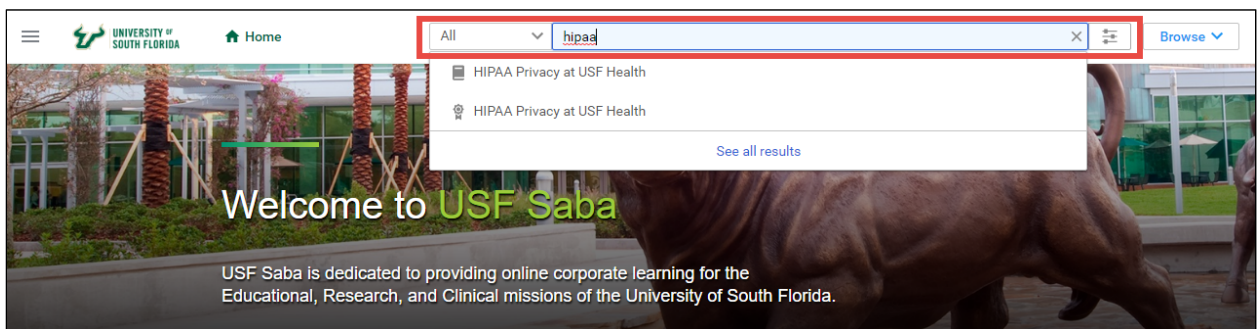 UNIVERSITY of
SOUTH FLORIDA
Home
All
hipaa
Browse
HIPAA Privacy at USF Health
HIPAA Privacy at USF Health
See all results
Welcome to USF Saba
USF Saba is dedicated to providing online corporate learning for the
Educational, Research, and Clinical missions of the University of South Florida.